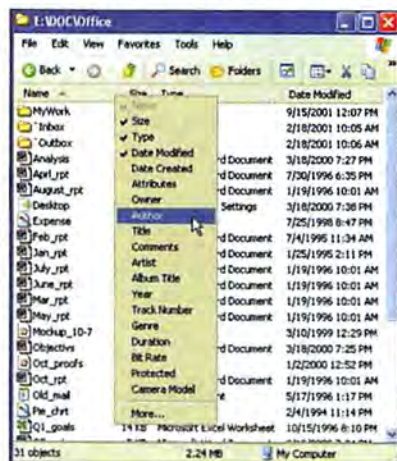 E:\DOC\Office
File Edit View Favorites Tools Help
Back Search Folders
Name Size Type Date Modified
MyWork 9/15/2001 12:07 PM
`Inbox 2/18/2001 10:05 AM
`Outbox 2/18/2001 10:06 AM
Analysis rd Document 3/18/2000 7:27 PM
Aprl_rpt rd Document 7/30/1996 6:35 PM
August_rpt rd Document 1/19/1996 10:01 AM
Desktop Settings 3/18/2000 7:38 PM
Expense 7/25/1998 8:47 PM
Feb_rpt rd Document 7/4/1995 11:34 AM
Jan_rpt rd Document 1/25/1995 2:11 PM
July_rpt rd Document 1/19/1996 10:01 AM
June_rpt rd Document 1/19/1996 10:01 AM
Mar_rpt rd Document 1/19/1996 10:01 AM
May_rpt rd Document 1/19/1996 10:01 AM
Mockup_10-7 3/10/1999 12:29 PM
Objectivs rd Document 3/18/2000 7:25 PM
Oct_proofs 1/2/2000 12:52 PM
Oct_rpt rd Document 1/19/1996 10:01 AM
Old_mail 5/17/1996 1:17 PM
Pie_chrt 2/4/1994 11:14 PM
Q1_goals 14 KB Microsoft Excel Worksheet 10/15/1996 8:10 PM
Name
Size
Type
Date Modified
Date Created
Attributes
Owner
Author
Title
Comments
Artist
Album Title
Year
Track Number
Genre
Duration
Bit Rate
Protected
Camera Model
More...
31 objects 2.24 MB My Computer